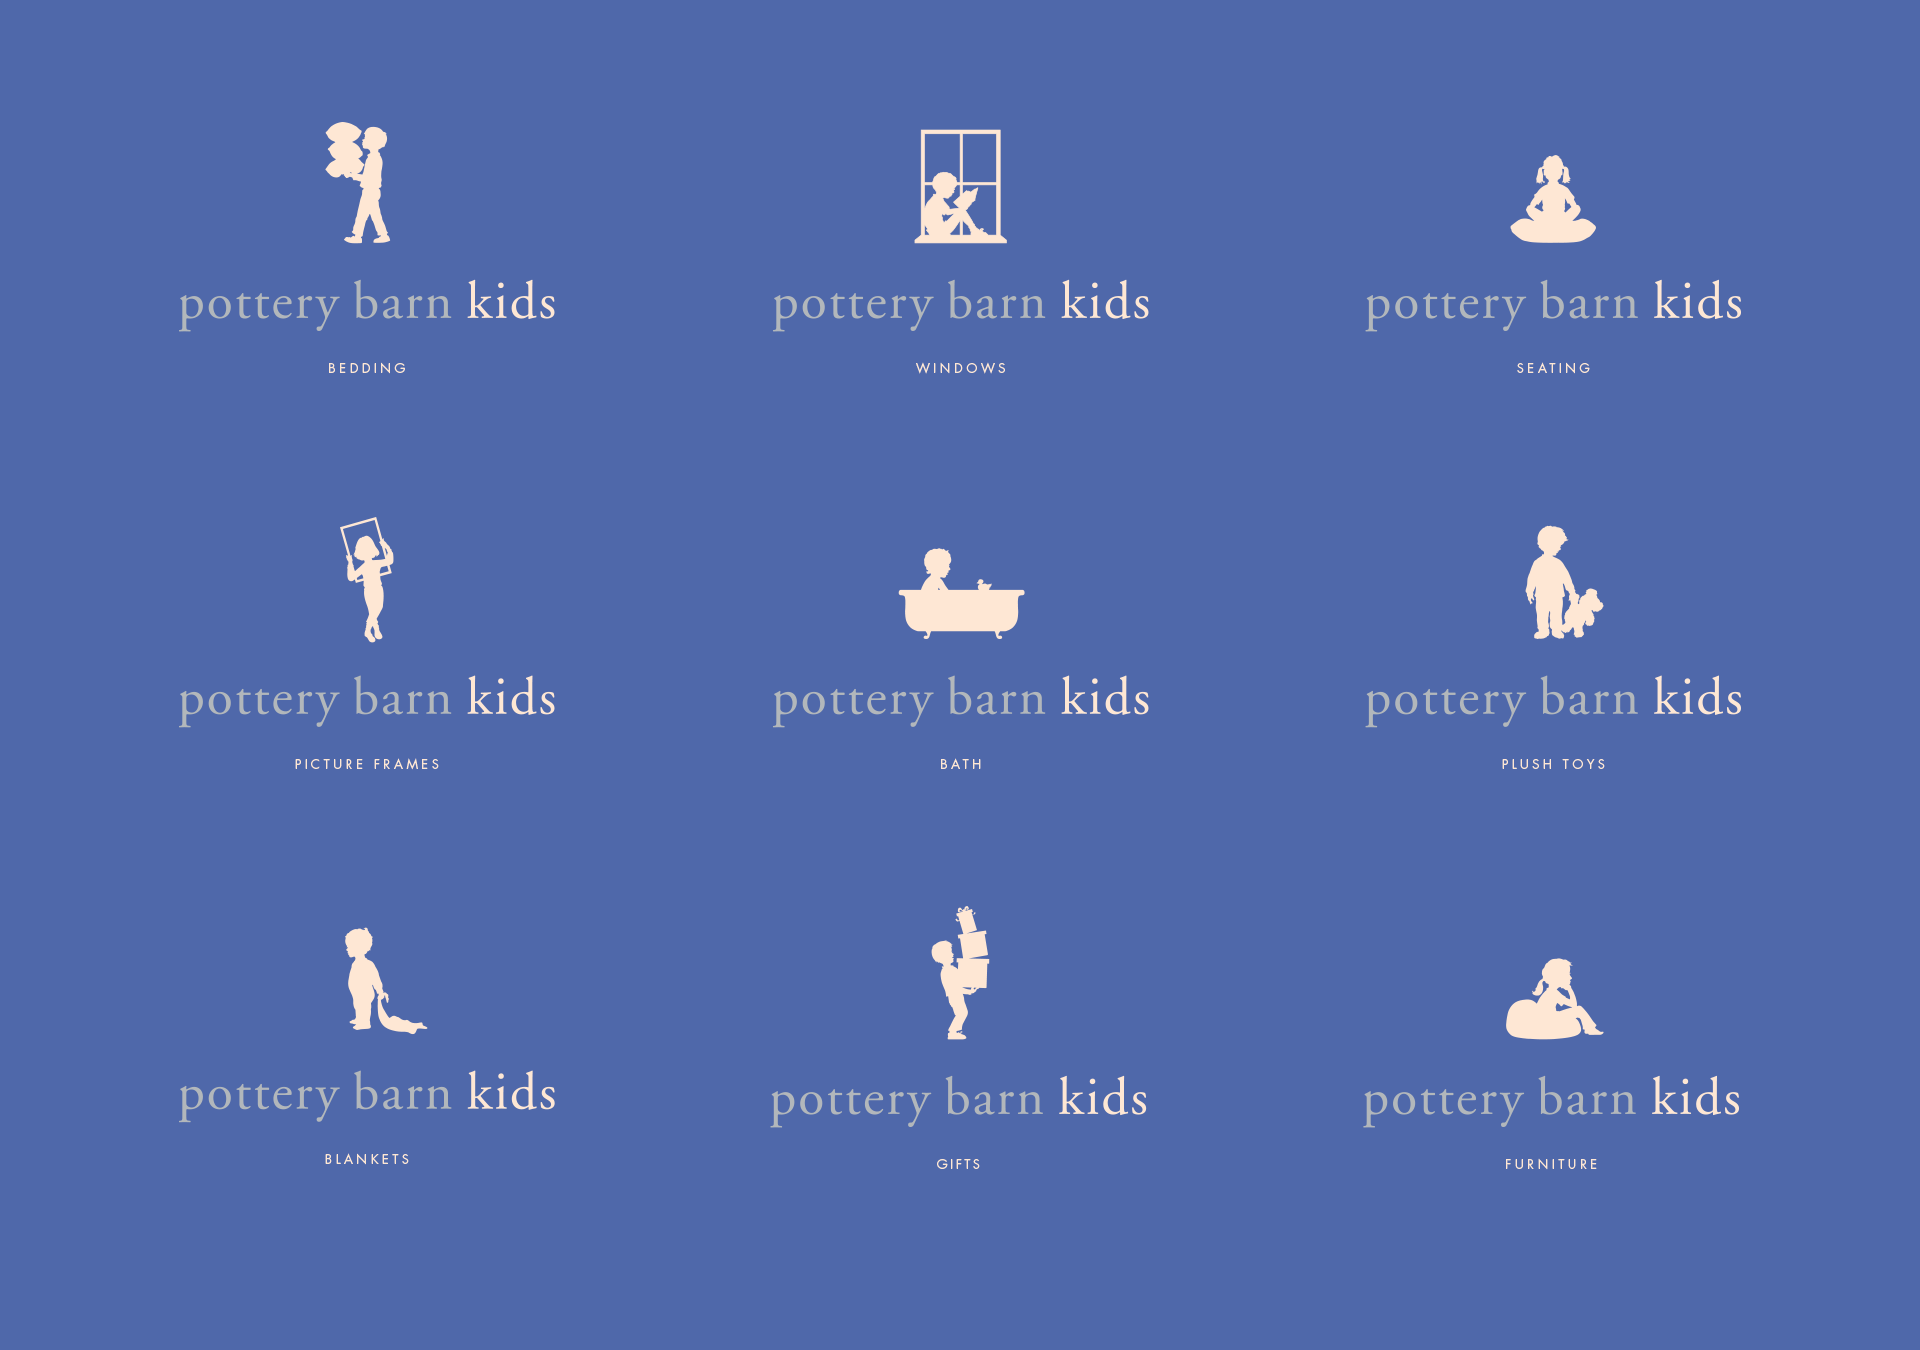 pottery barn kids
BEDDING
pottery barn kids
WINDOWS
pottery barn kids
SEATING
pottery barn kids
PICTURE FRAMES
pottery barn kids
BATH
pottery barn kids
PLUSH TOYS
pottery barn kids
BLANKETS
pottery barn kids
GIFTS
pottery barn kids
FURNITURE